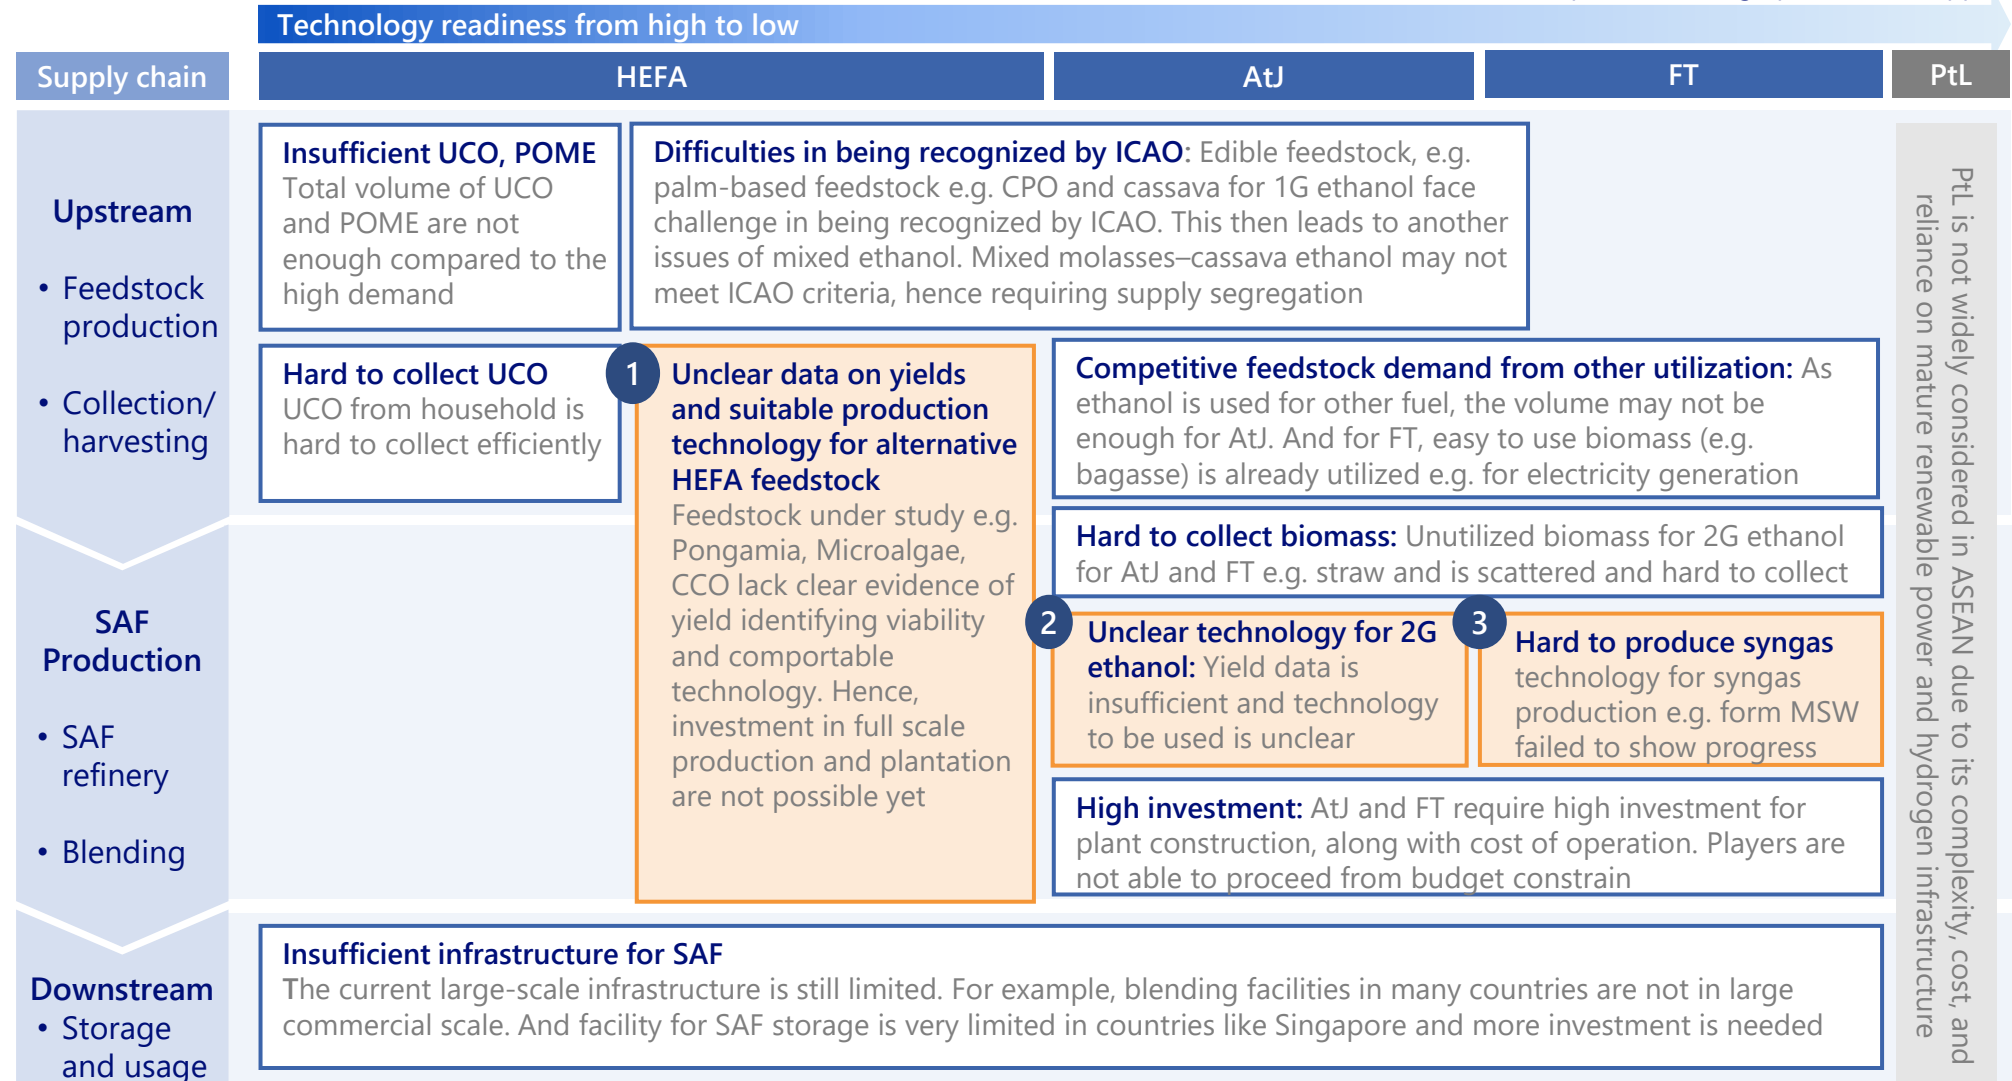 Technology readiness from high to low
Supply chain
HEFA
AtJ
FT
PtL
Upstream
• Feedstock
production
• Collection/
harvesting
Insufficient UCO, POME
Total volume of UCO
and POME are not
enough compared to the
high demand
Difficulties in being recognized by ICAO: Edible feedstock, e.g.
palm-based feedstock e.g. CPO and cassava for 1G ethanol face
challenge in being recognized by ICAO. This then leads to another
issues of mixed ethanol. Mixed molasses–cassava ethanol may not
meet ICAO criteria, hence requiring supply segregation
Hard to collect UCO
UCO from household is
hard to collect efficiently
1
Unclear data on yields
and suitable production
technology for alternative
HEFA feedstock
Feedstock under study e.g.
Pongamia, Microalgae,
CCO lack clear evidence of
yield identifying viability
and comportable
technology. Hence,
investment in full scale
production and plantation
are not possible yet
Competitive feedstock demand from other utilization: As
ethanol is used for other fuel, the volume may not be
enough for AtJ. And for FT, easy to use biomass (e.g.
bagasse) is already utilized e.g. for electricity generation
Hard to collect biomass: Unutilized biomass for 2G ethanol
for AtJ and FT e.g. straw and is scattered and hard to collect
SAF
Production
• SAF
refinery
• Blending
2
Unclear technology for 2G
ethanol: Yield data is
insufficient and technology
to be used is unclear
3
Hard to produce syngas
technology for syngas
production e.g. form MSW
failed to show progress
High investment: AtJ and FT require high investment for
plant construction, along with cost of operation. Players are
not able to proceed from budget constrain
Downstream
• Storage
and usage
Insufficient infrastructure for SAF
The current large-scale infrastructure is still limited. For example, blending facilities in many countries are not in large
commercial scale. And facility for SAF storage is very limited in countries like Singapore and more investment is needed
PtL is not widely considered in ASEAN due to its complexity, cost, and
reliance on mature renewable power and hydrogen infrastructure